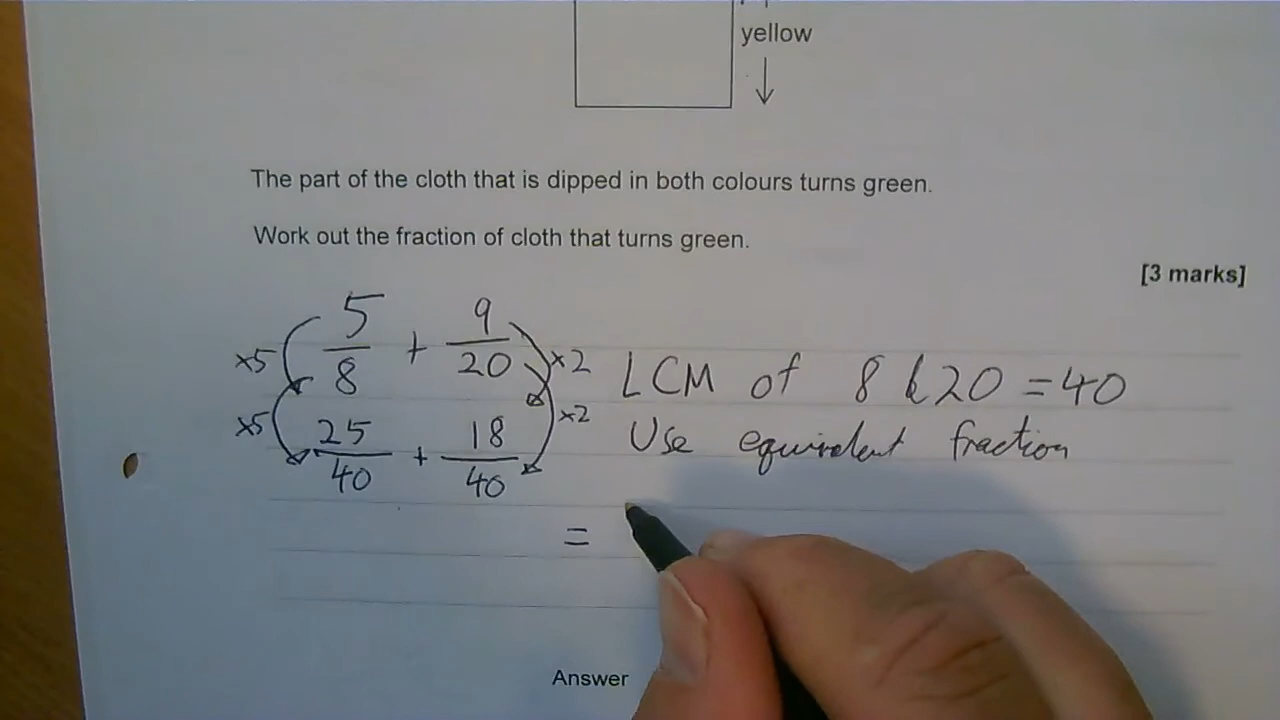 yellow
The part of the cloth that is dipped in both colours turns green.
Work out the fraction of cloth that turns green.
[3 marks]
×5 5/8 + 9/20 ×2 LCM of 8 & 20 = 40
×5 25/40 + 18/40 ×2 Use equivalent fraction
=
Answer